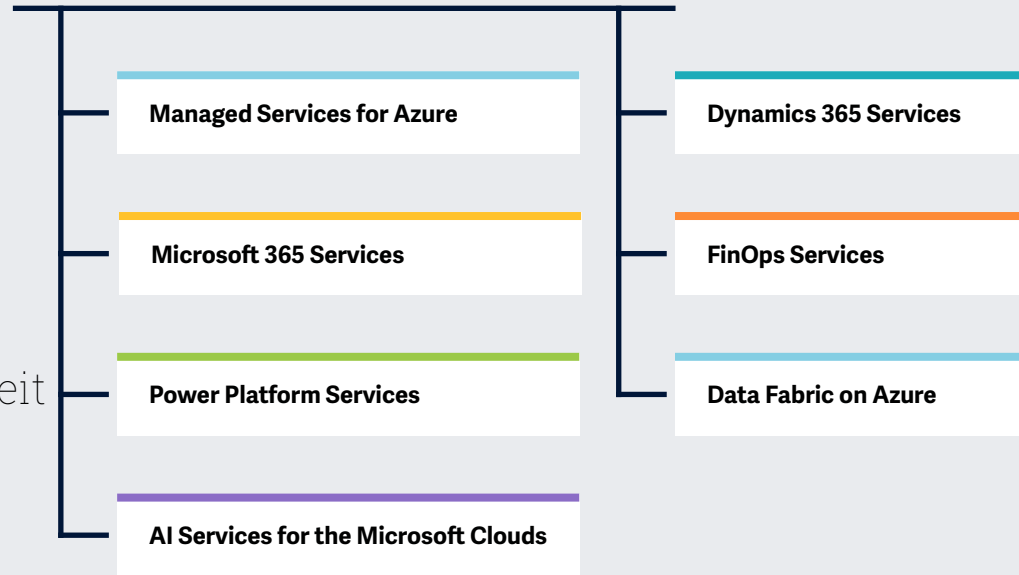 Managed Services for Azure
Microsoft 365 Services
eit
Power Platform Services
AI Services for the Microsoft Clouds
Dynamics 365 Services
FinOps Services
Data Fabric on Azure